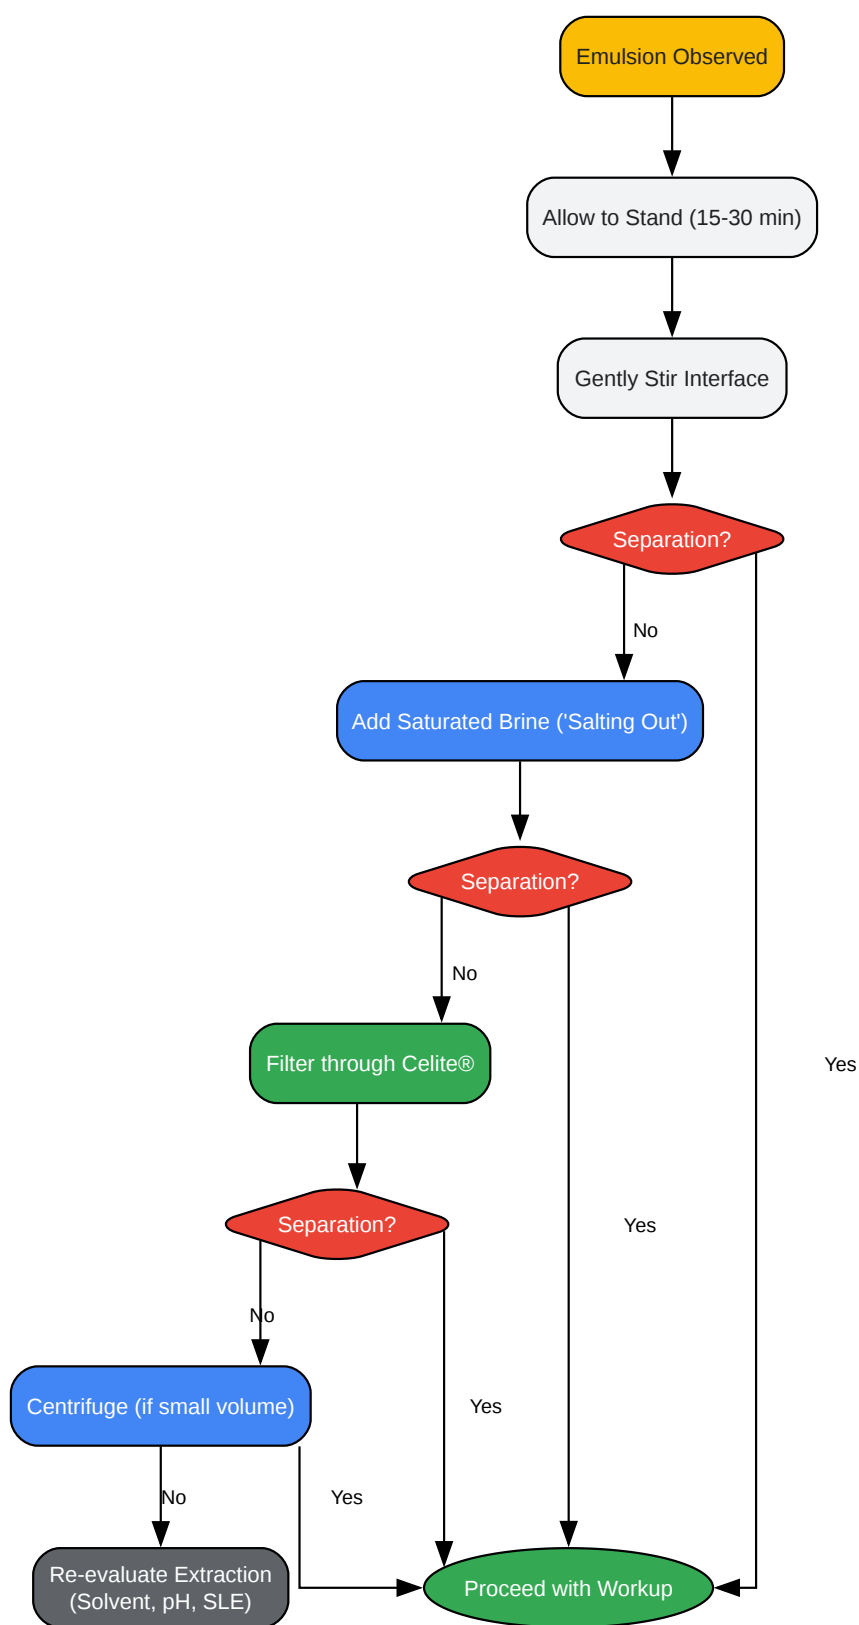 Emulsion Observed
Allow to Stand (15-30 min)
Gently Stir Interface
Separation?
No
Add Saturated Brine ('Salting Out')
Separation?
No
Filter through Celite®
Yes
Separation?
Yes
No
Centrifuge (if small volume)
Yes
No
Yes
Re-evaluate Extraction
(Solvent, pH, SLE)
Proceed with Workup